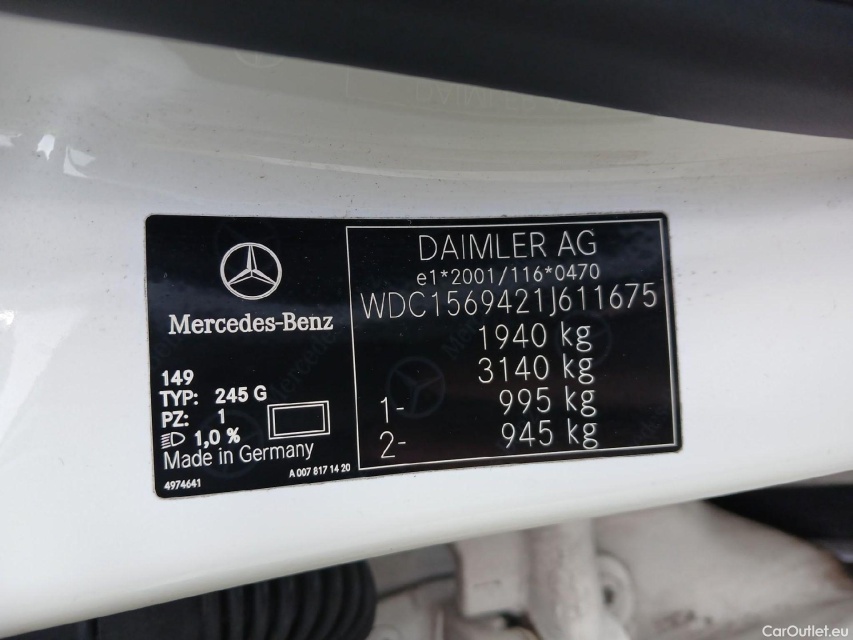 DAIMLER AG
e1*2001/116*0470
WDC1569421J611675
1940 kg
3140 kg
1- 995 kg
2- 945 kg
Mercedes-Benz
149
TYP: 245 G
PZ: 1
1,0 %
Made in Germany
4974641
A 007 817 14 20
CarOutlet.eu